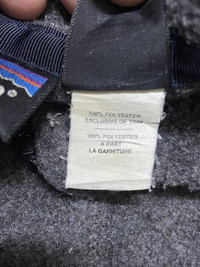 100% POLYESTER
EXCLUSIVE OF TRIM
100% POLYESTER
A PART
LA GARNITURE